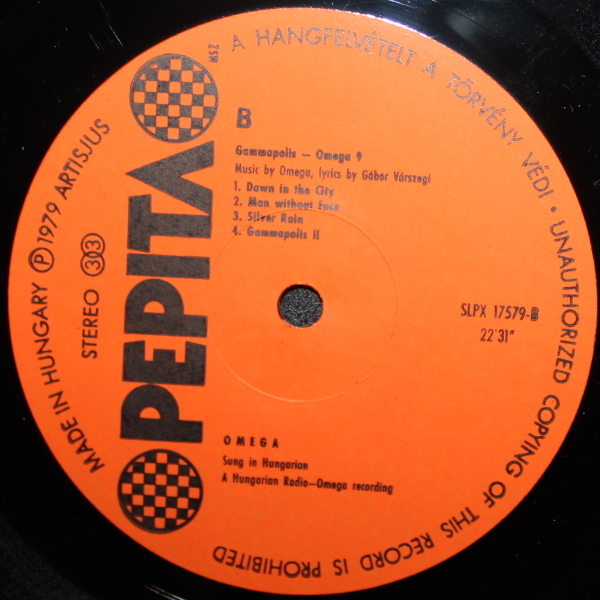 A HANGFELVÉTELT A TÖRVÉNY VÉDI • UNAUTHORIZED COPYING OF THIS RECORD IS PROHIBITED
MADE IN HUNGARY Ⓟ 1979 ARTISJUS
STEREO 33
PEPITA
MSZ
B
Gammapolis — Omega 9
Music by Omega, lyrics by Gábor Várszegi
1. Dawn in the City
2. Man without Face
3. Silver Rain
4. Gammapolis II
SLPX 17579-B
22'31"
OMEGA
Sung in Hungarian
A Hungarian Radio—Omega recording